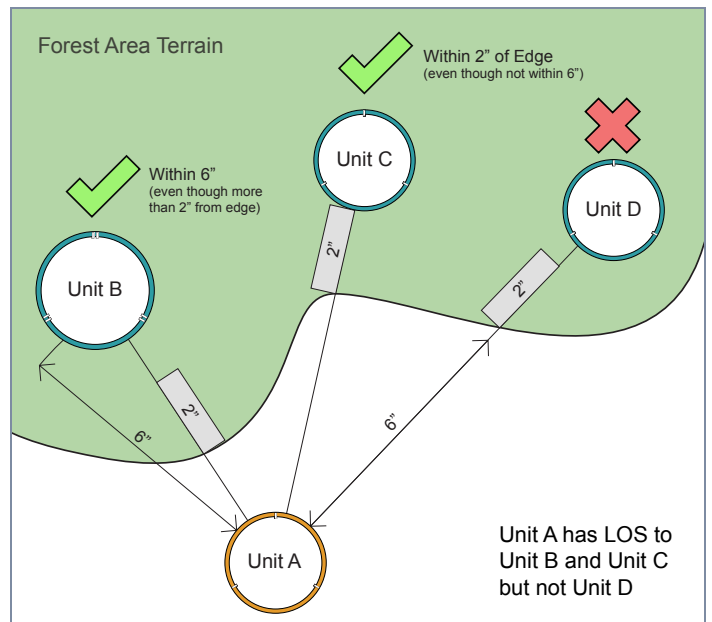 Forest Area Terrain
Within 2” of Edge
(even though not within 6”)
Unit C
Unit D
Within 6”
(even though more
than 2” from edge)
Unit B
2”
2”
2”
6”
6”
Unit A
Unit A has LOS to
Unit B and Unit C
but not Unit D